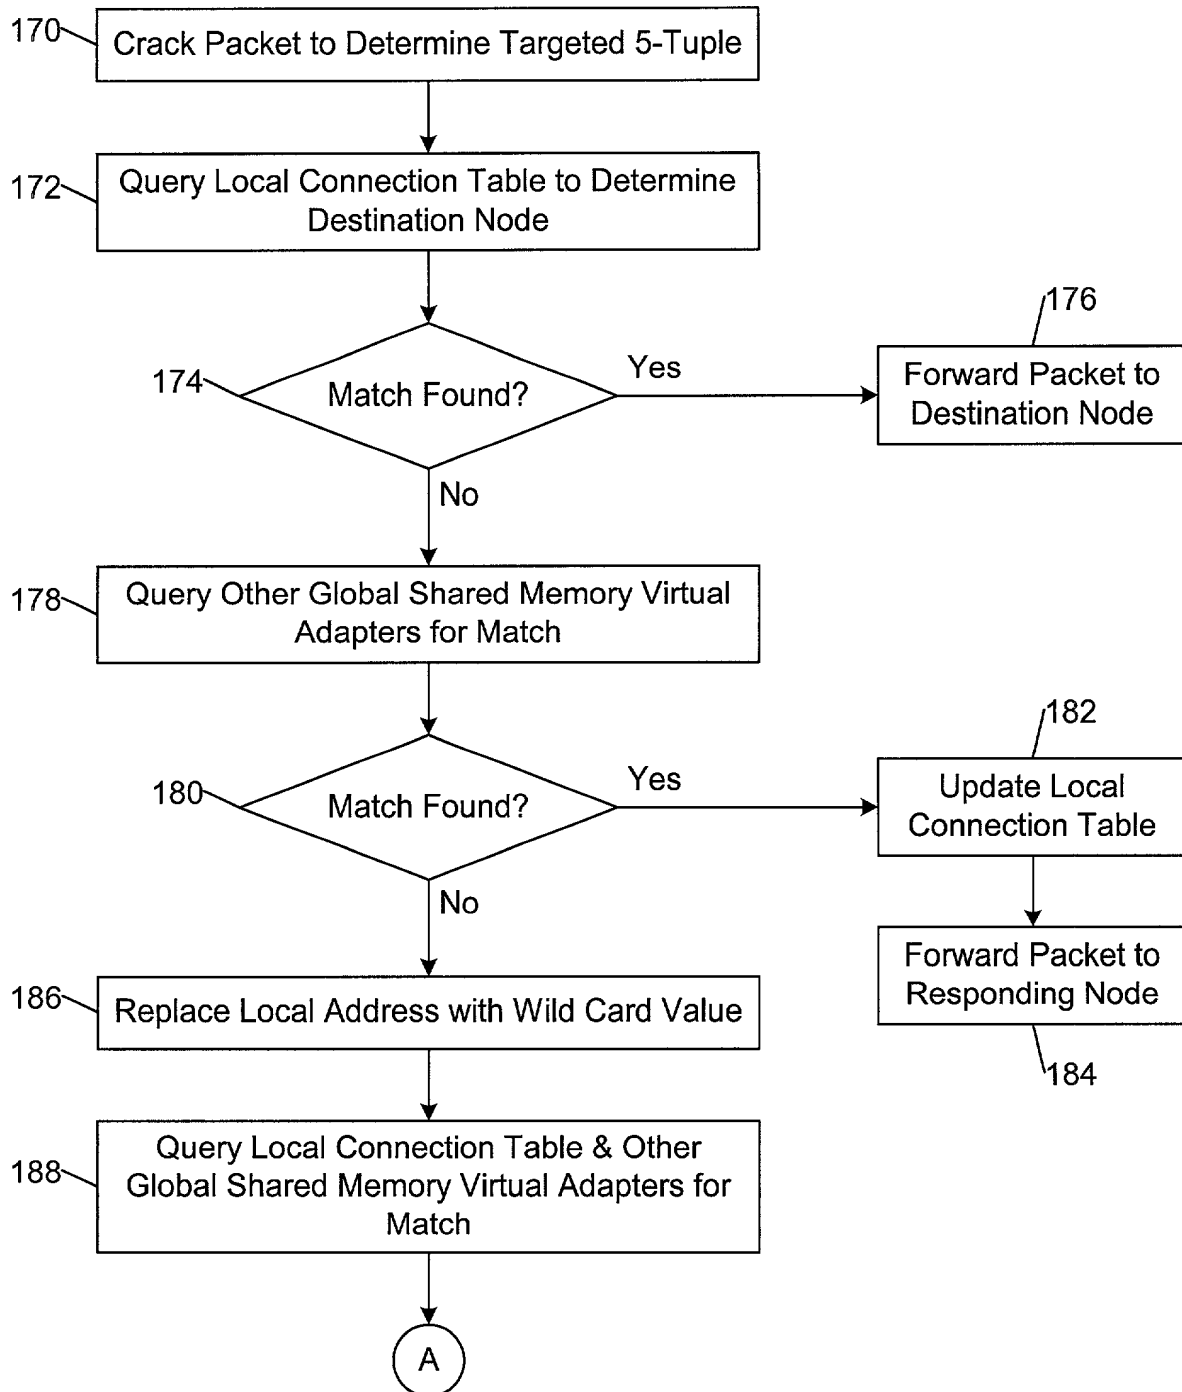 170
Crack Packet to Determine Targeted 5-Tuple
172
Query Local Connection Table to Determine
Destination Node
174
Match Found?
Yes
176
Forward Packet to
Destination Node
No
178
Query Other Global Shared Memory Virtual
Adapters for Match
180
Match Found?
Yes
182
Update Local
Connection Table
Forward Packet to
Responding Node
184
No
186
Replace Local Address with Wild Card Value
188
Query Local Connection Table & Other
Global Shared Memory Virtual Adapters for
Match
A